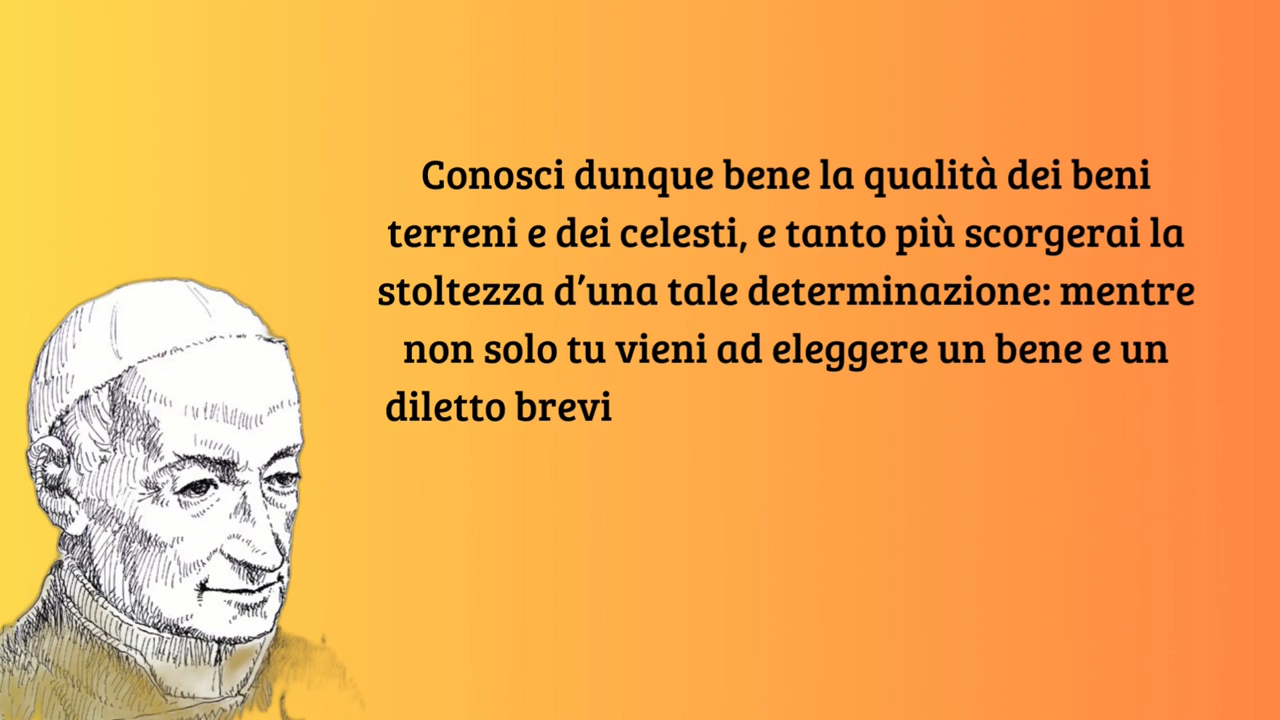 Conosci dunque bene la qualità dei beni
terreni e dei celesti, e tanto più scorgerai la
stoltezza d’una tale determinazione: mentre
non solo tu vieni ad eleggere un bene e un
diletto brevi